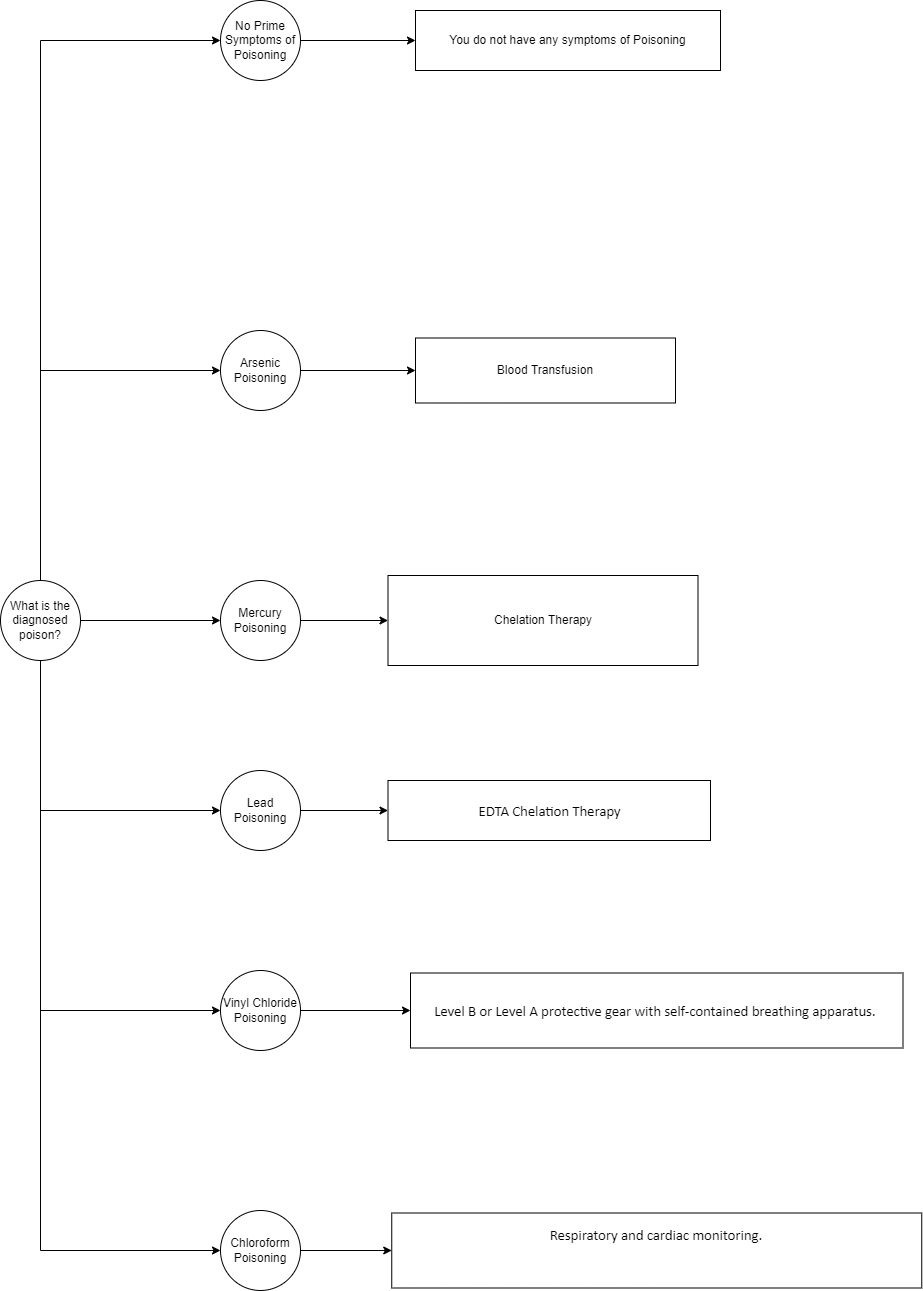 No Prime
Symptoms of
Poisoning
You do not have any symptoms of Poisoning
Arsenic
Poisoning
Blood Transfusion
What is the
diagnosed
poison?
Mercury
Poisoning
Chelation Therapy
Lead
Poisoning
EDTA Chelation Therapy
Vinyl Chloride
Poisoning
Level B or Level A protective gear with self-contained breathing apparatus.
Chloroform
Poisoning
Respiratory and cardiac monitoring.